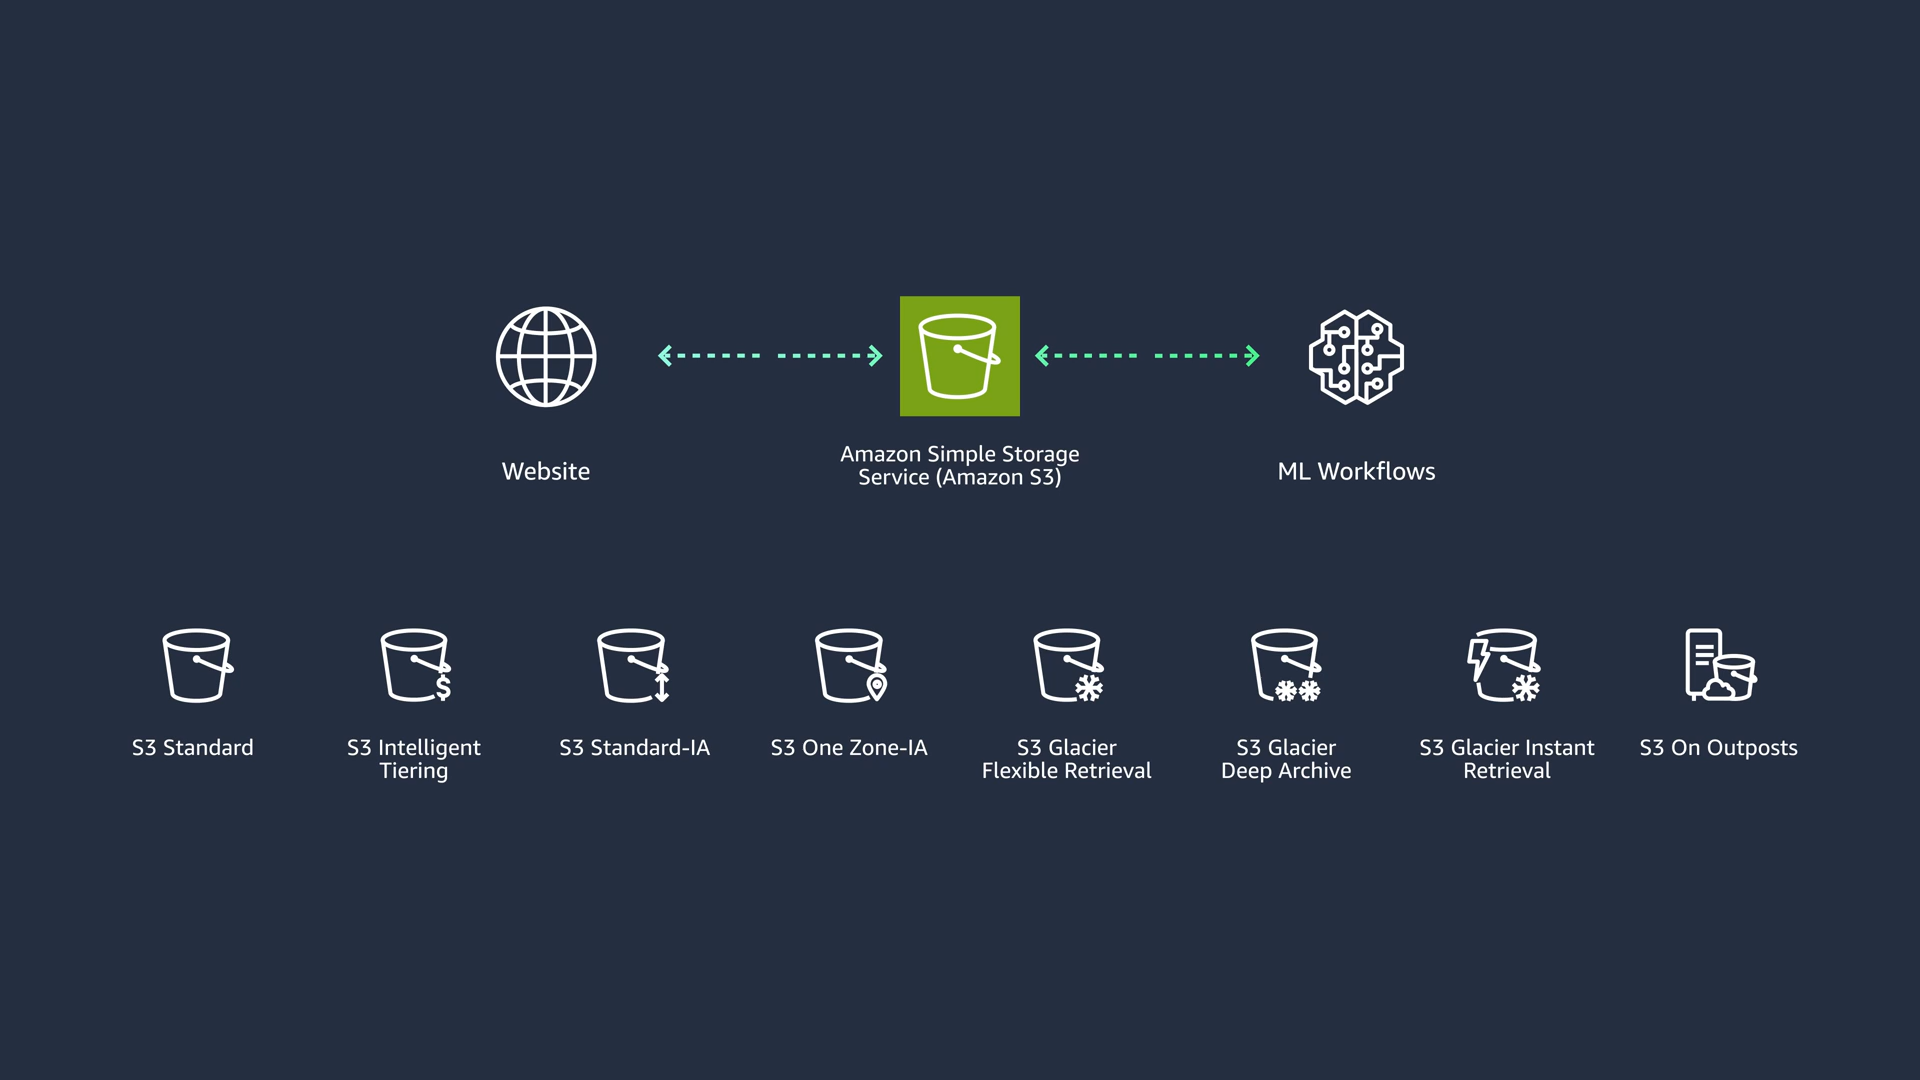 Website
Amazon Simple Storage
Service (Amazon S3)
ML Workflows
S3 Standard
S3 Intelligent
Tiering
S3 Standard-IA
S3 One Zone-IA
S3 Glacier
Flexible Retrieval
S3 Glacier
Deep Archive
S3 Glacier Instant
Retrieval
S3 On Outposts